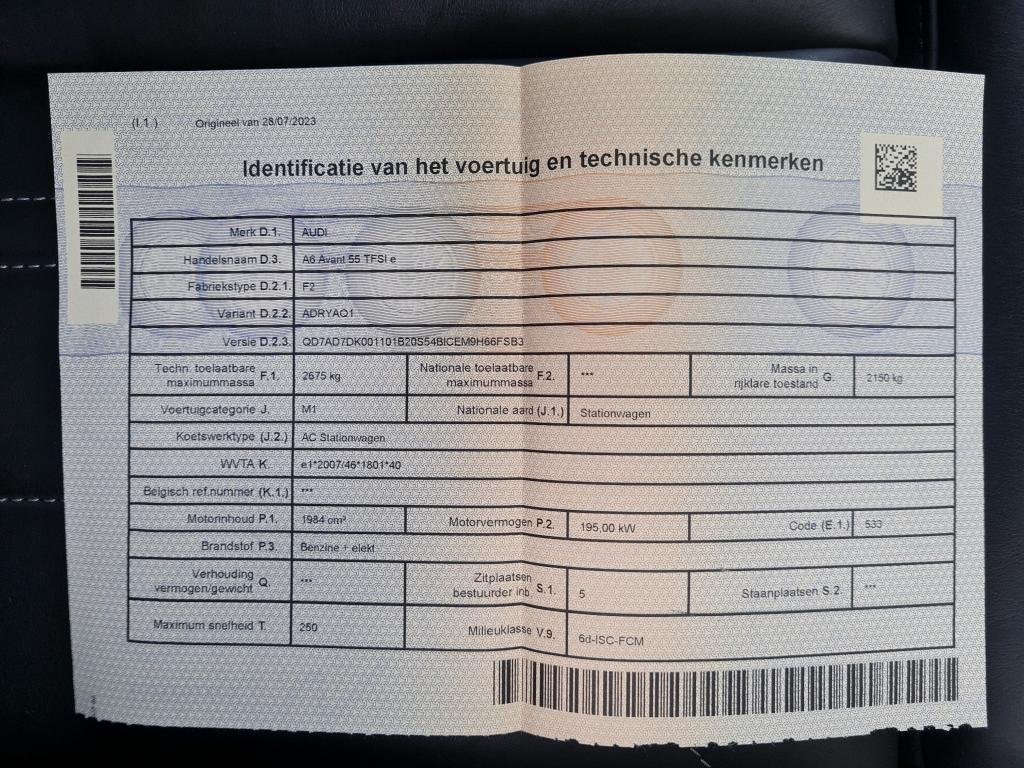 (I.1.) Origineel van 28/07/2023
Identificatie van het voertuig en technische kenmerken
Merk D.1. AUDI
Handelsnaam D.3. A6 Avant 55 TFSI e
Fabriekstype D.2.1. F2
Variant D.2.2. ADRYAQ1
Versie D.2.3. QD7AD7DK001101B20S54BICEM9H66FSB3
Techn. toelaatbare maximummassa F.1. 2675 kg Nationale toelaatbare maximummassa F.2. *** Massa in rijklare toestand G. 2150 kg
Voertuigcategorie J. M1 Nationale aard (J.1.) Stationwagen
Koetswerktype (J.2.) AC Stationwagen
WVTA K. e1*2007/46*1801*40
Belgisch ref.nummer (K.1.) ***
Motorinhoud P.1. 1984 cm³ Motorvermogen P.2. 195,00 kW Code (E.1.) 533
Brandstof P.3. Benzine + elekt
Verhouding vermogen/gewicht Q. *** Zitplaatsen bestuurder inb. S.1. 5 Staanplaatsen S.2. ***
Maximum snelheid T. 250 Milieuklasse V.9. 6d-ISC-FCM